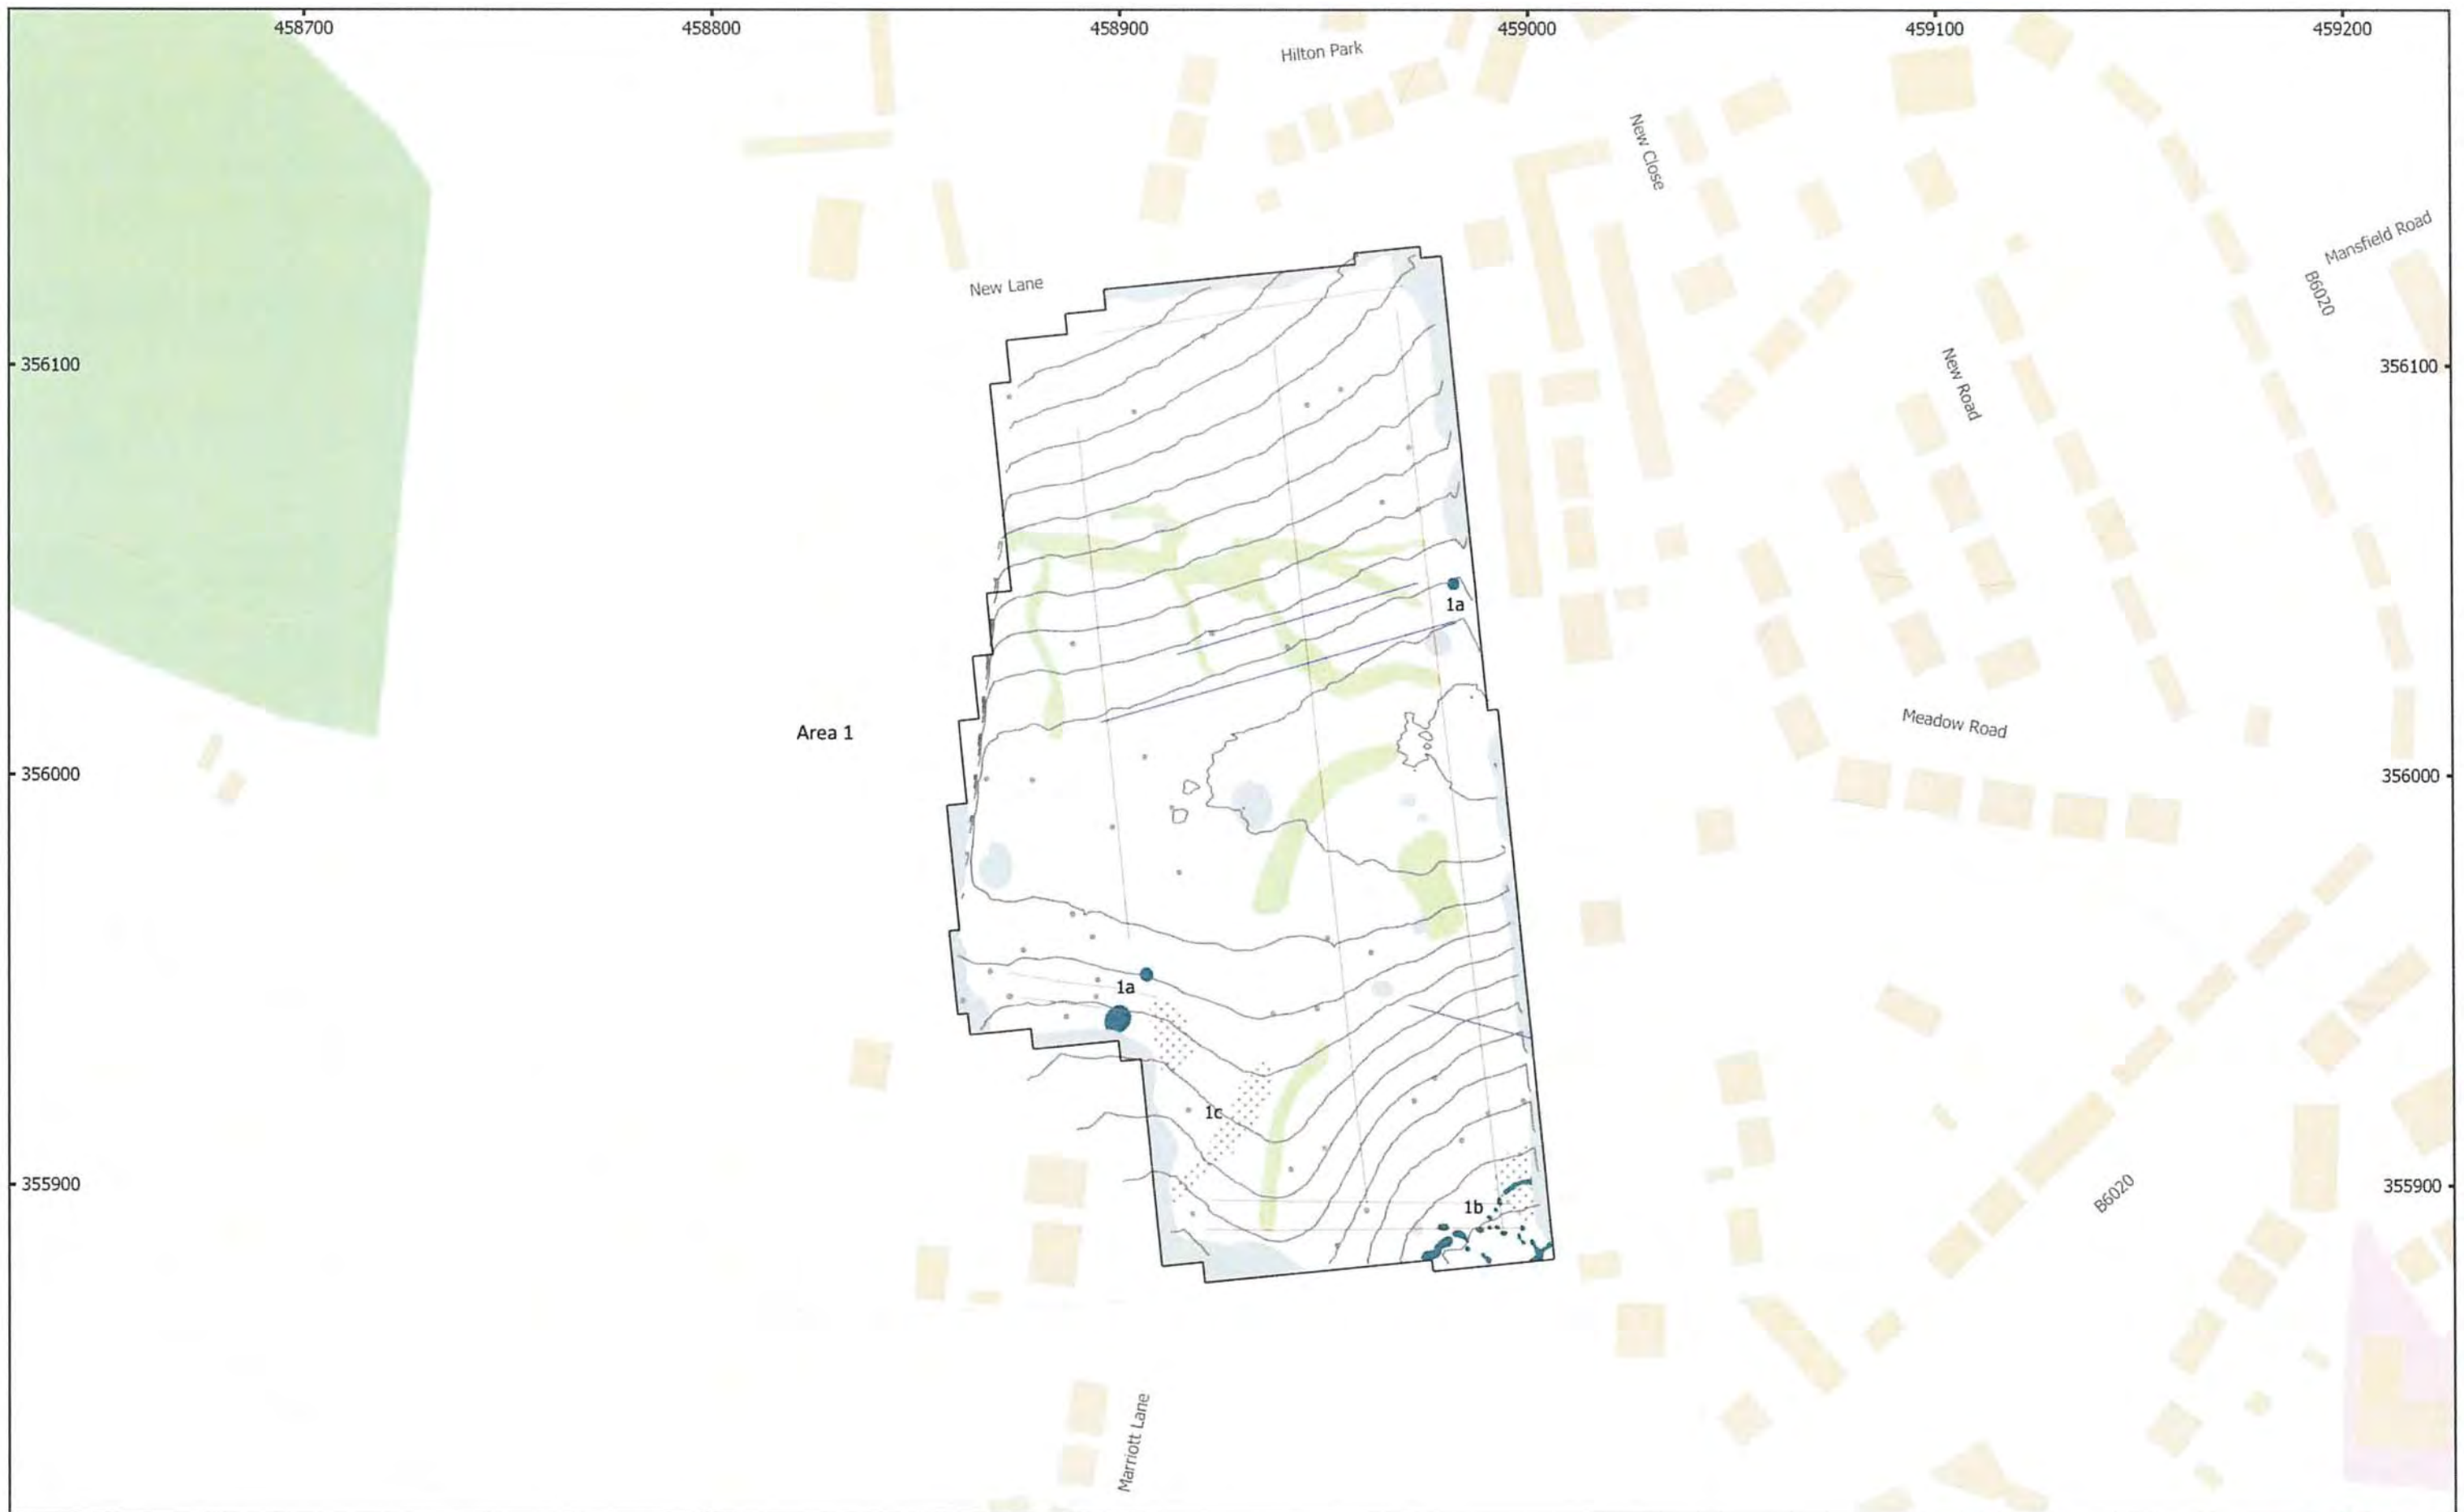 458700
458800
458900
459000
459100
459200
Hilton Park
New Close
Mansfield Road
B6020
New Lane
356100
356100
New Road
1a
Area 1
Meadow Road
356000
356000
1a
1c
355900
355900
1b
B6020
Marriott Lane